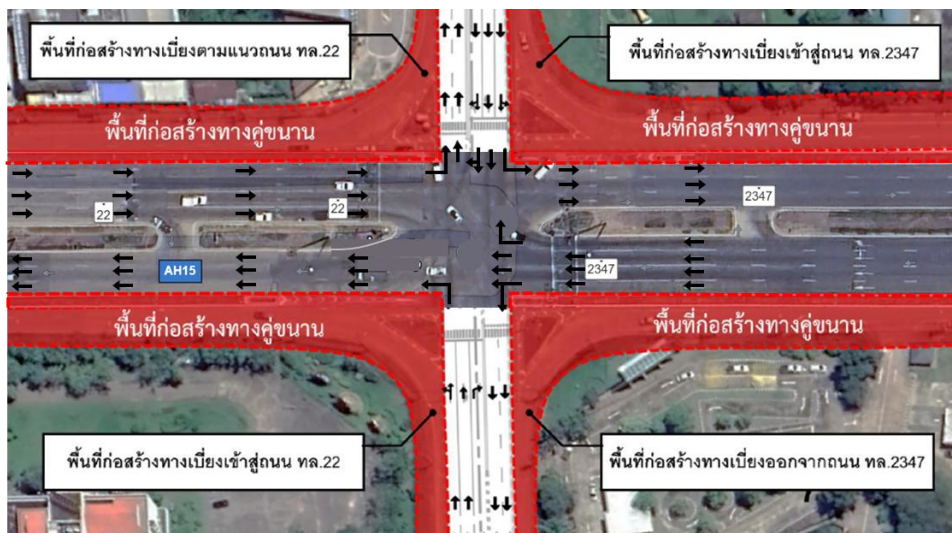 พื้นที่ก่อสร้างทางเบี่ยงตามแนวถนน ทล.22
พื้นที่ก่อสร้างทางเบี่ยงเข้าสู่ถนน ทล.2347
พื้นที่ก่อสร้างทางคู่ขนาน
พื้นที่ก่อสร้างทางคู่ขนาน
22
22
2347
AH15
2347
พื้นที่ก่อสร้างทางคู่ขนาน
พื้นที่ก่อสร้างทางคู่ขนาน
พื้นที่ก่อสร้างทางเบี่ยงเข้าสู่ถนน ทล.22
พื้นที่ก่อสร้างทางเบี่ยงออกจากถนน ทล.2347